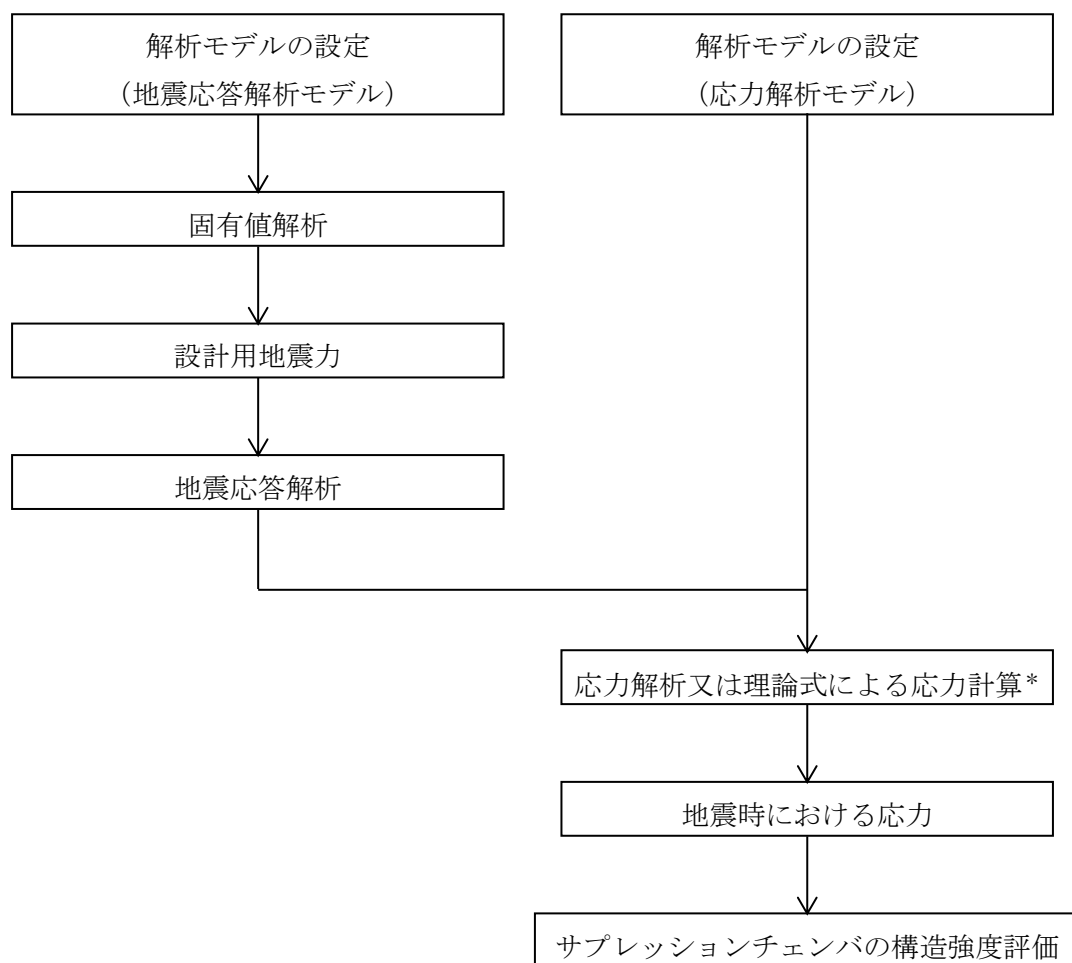 解析モデルの設定
（地震応答解析モデル）
固有値解析
設計用地震力
地震応答解析
解析モデルの設定
（応力解析モデル）
応力解析又は理論式による応力計算*
地震時における応力
サプレッションチェンバの構造強度評価